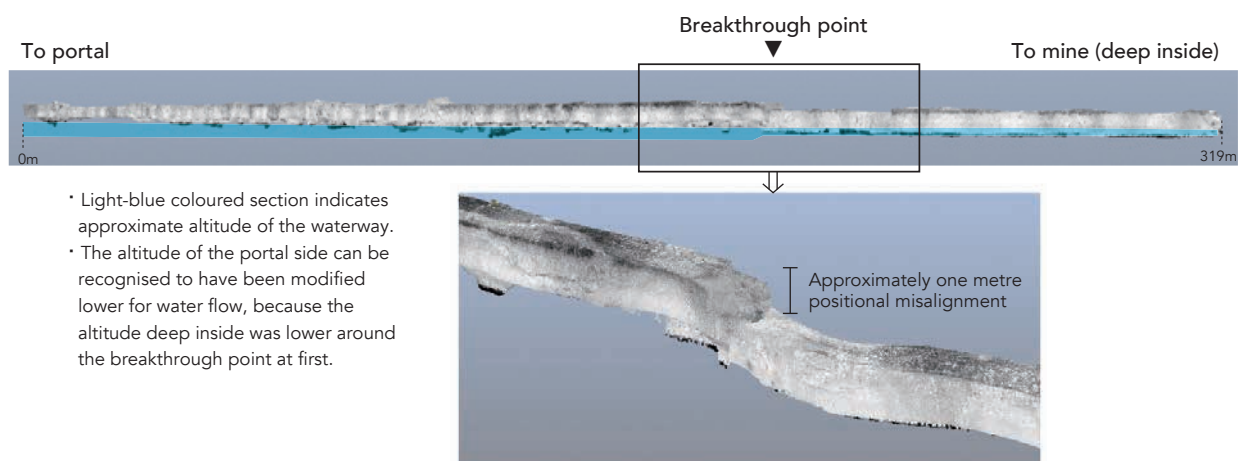 Breakthrough point
▼
To portal
To mine (deep inside)
0m
319m
・Light-blue coloured section indicates
approximate altitude of the waterway.
・The altitude of the portal side can be
recognised to have been modified
lower for water flow, because the
altitude deep inside was lower around
the breakthrough point at first.
Approximately one metre
positional misalignment